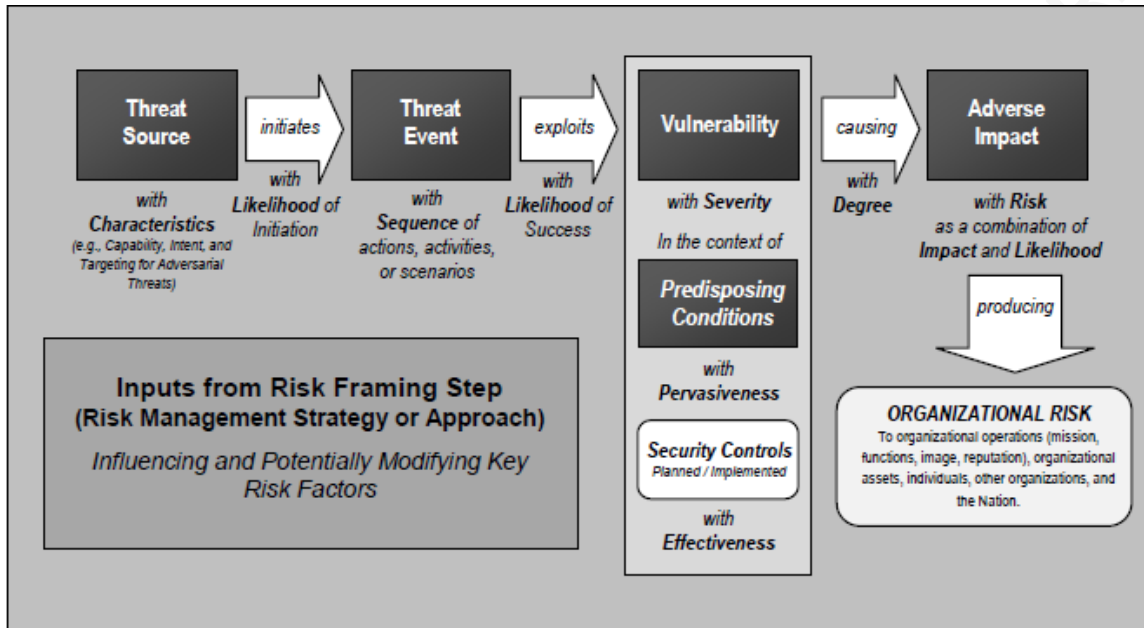 Threat
Source
initiates
Threat
Event
exploits
Vulnerability
causing
Adverse
Impact
with
Characteristics
(e.g., Capability, Intent, and
Targeting for Adversarial
Threats)
with
Likelihood of
Initiation
with
Sequence of
actions, activities,
or scenarios
with
Likelihood of
Success
with Severity
In the context of
Predisposing
Conditions
with
Pervasiveness
Security Controls
Planned / Implemented
with
Effectiveness
with
Degree
with Risk
as a combination of
Impact and Likelihood
producing
ORGANIZATIONAL RISK
To organizational operations (mission,
functions, image, reputation), organizational
assets, individuals, other organizations, and
the Nation.
Inputs from Risk Framing Step
(Risk Management Strategy or Approach)
Influencing and Potentially Modifying Key
Risk Factors